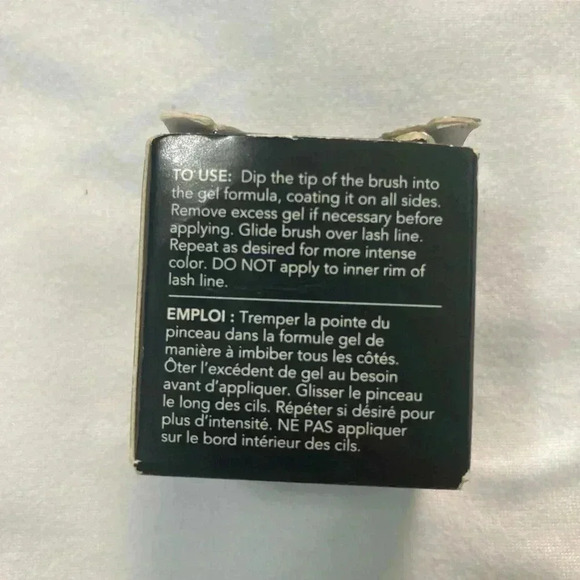 TO USE: Dip the tip of the brush into
the gel formula, coating it on all sides.
Remove excess gel if necessary before
applying. Glide brush over lash line.
Repeat as desired for more intense
color. DO NOT apply to inner rim of
lash line.
EMPLOI : Tremper la pointe du
pinceau dans la formule gel de
manière à imbiber tous les côtés.
Ôter l'excédent de gel au besoin
avant d'appliquer. Glisser le pinceau
le long des cils. Répéter si désiré pour
plus d'intensité. NE PAS appliquer
sur le bord intérieur des cils.